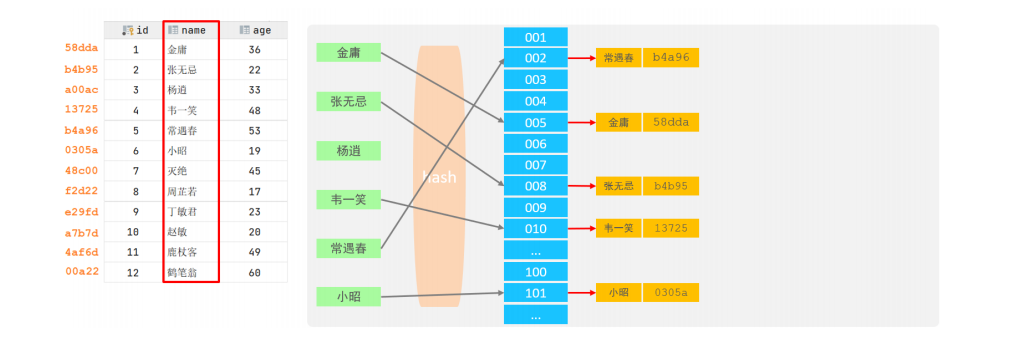 id name age
58dda 1 金庸 36
b4b95 2 张无忌 22
a00ac 3 杨逍 33
13725 4 韦一笑 48
b4a96 5 常遇春 53
0305a 6 小昭 19
48c00 7 灭绝 45
f2d22 8 周芷若 17
e29fd 9 丁敏君 23
a7b7d 10 赵敏 20
4af6d 11 鹿杖客 49
00a22 12 鹤笔翁 60
金庸
张无忌
杨逍
韦一笑
常遇春
小昭
hash
001
002
003
004
005
006
007
008
009
010
...
100
101
...
常遇春 b4a96
金庸 58dda
张无忌 b4b95
韦一笑 13725
小昭 0305a